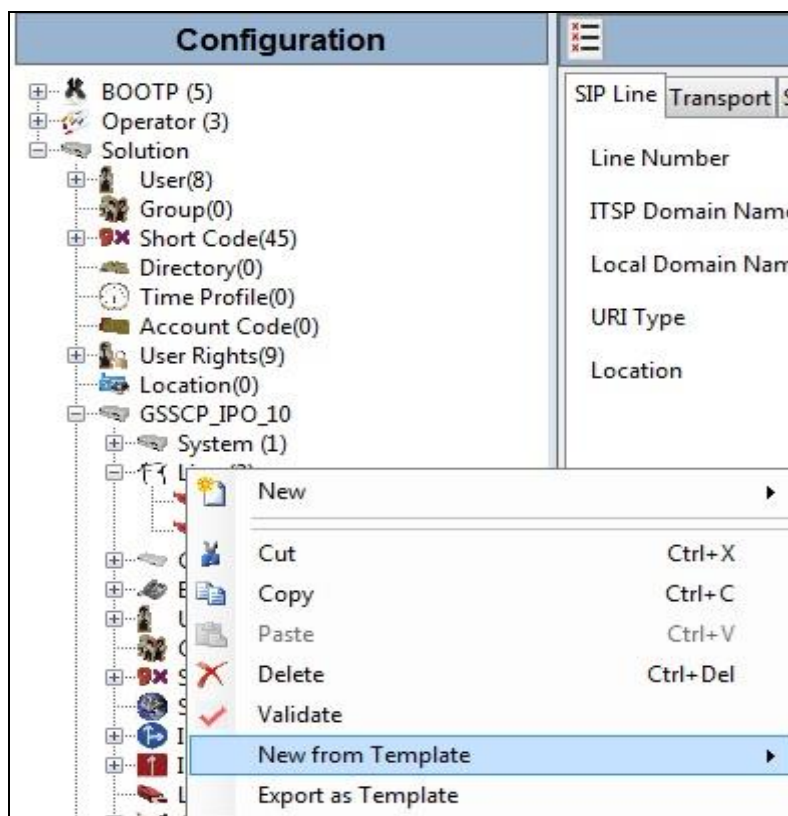 Configuration
BOOTP (5)
Operator (3)
Solution
User(8)
Group(0)
Short Code(45)
Directory(0)
Time Profile(0)
Account Code(0)
User Rights(9)
Location(0)
GSSCP_IPO_10
System (1)
SIP Line Transport
Line Number
ITSP Domain Name
Local Domain Nam
URI Type
Location
New
Cut Ctrl+X
Copy Ctrl+C
Paste Ctrl+V
Delete Ctrl+Del
Validate
New from Template
Export as Template